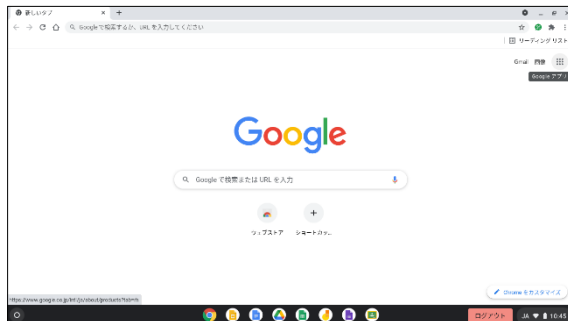 新しいタブ
Google で検索するか、URL を入力してください
リーディング リスト
Gmail 画像
Google アプリ
Google
Google で検索または URL を入力
ウェブストア ショートカッ...
Chrome をカスタマイズ
ログアウト JA 10:45